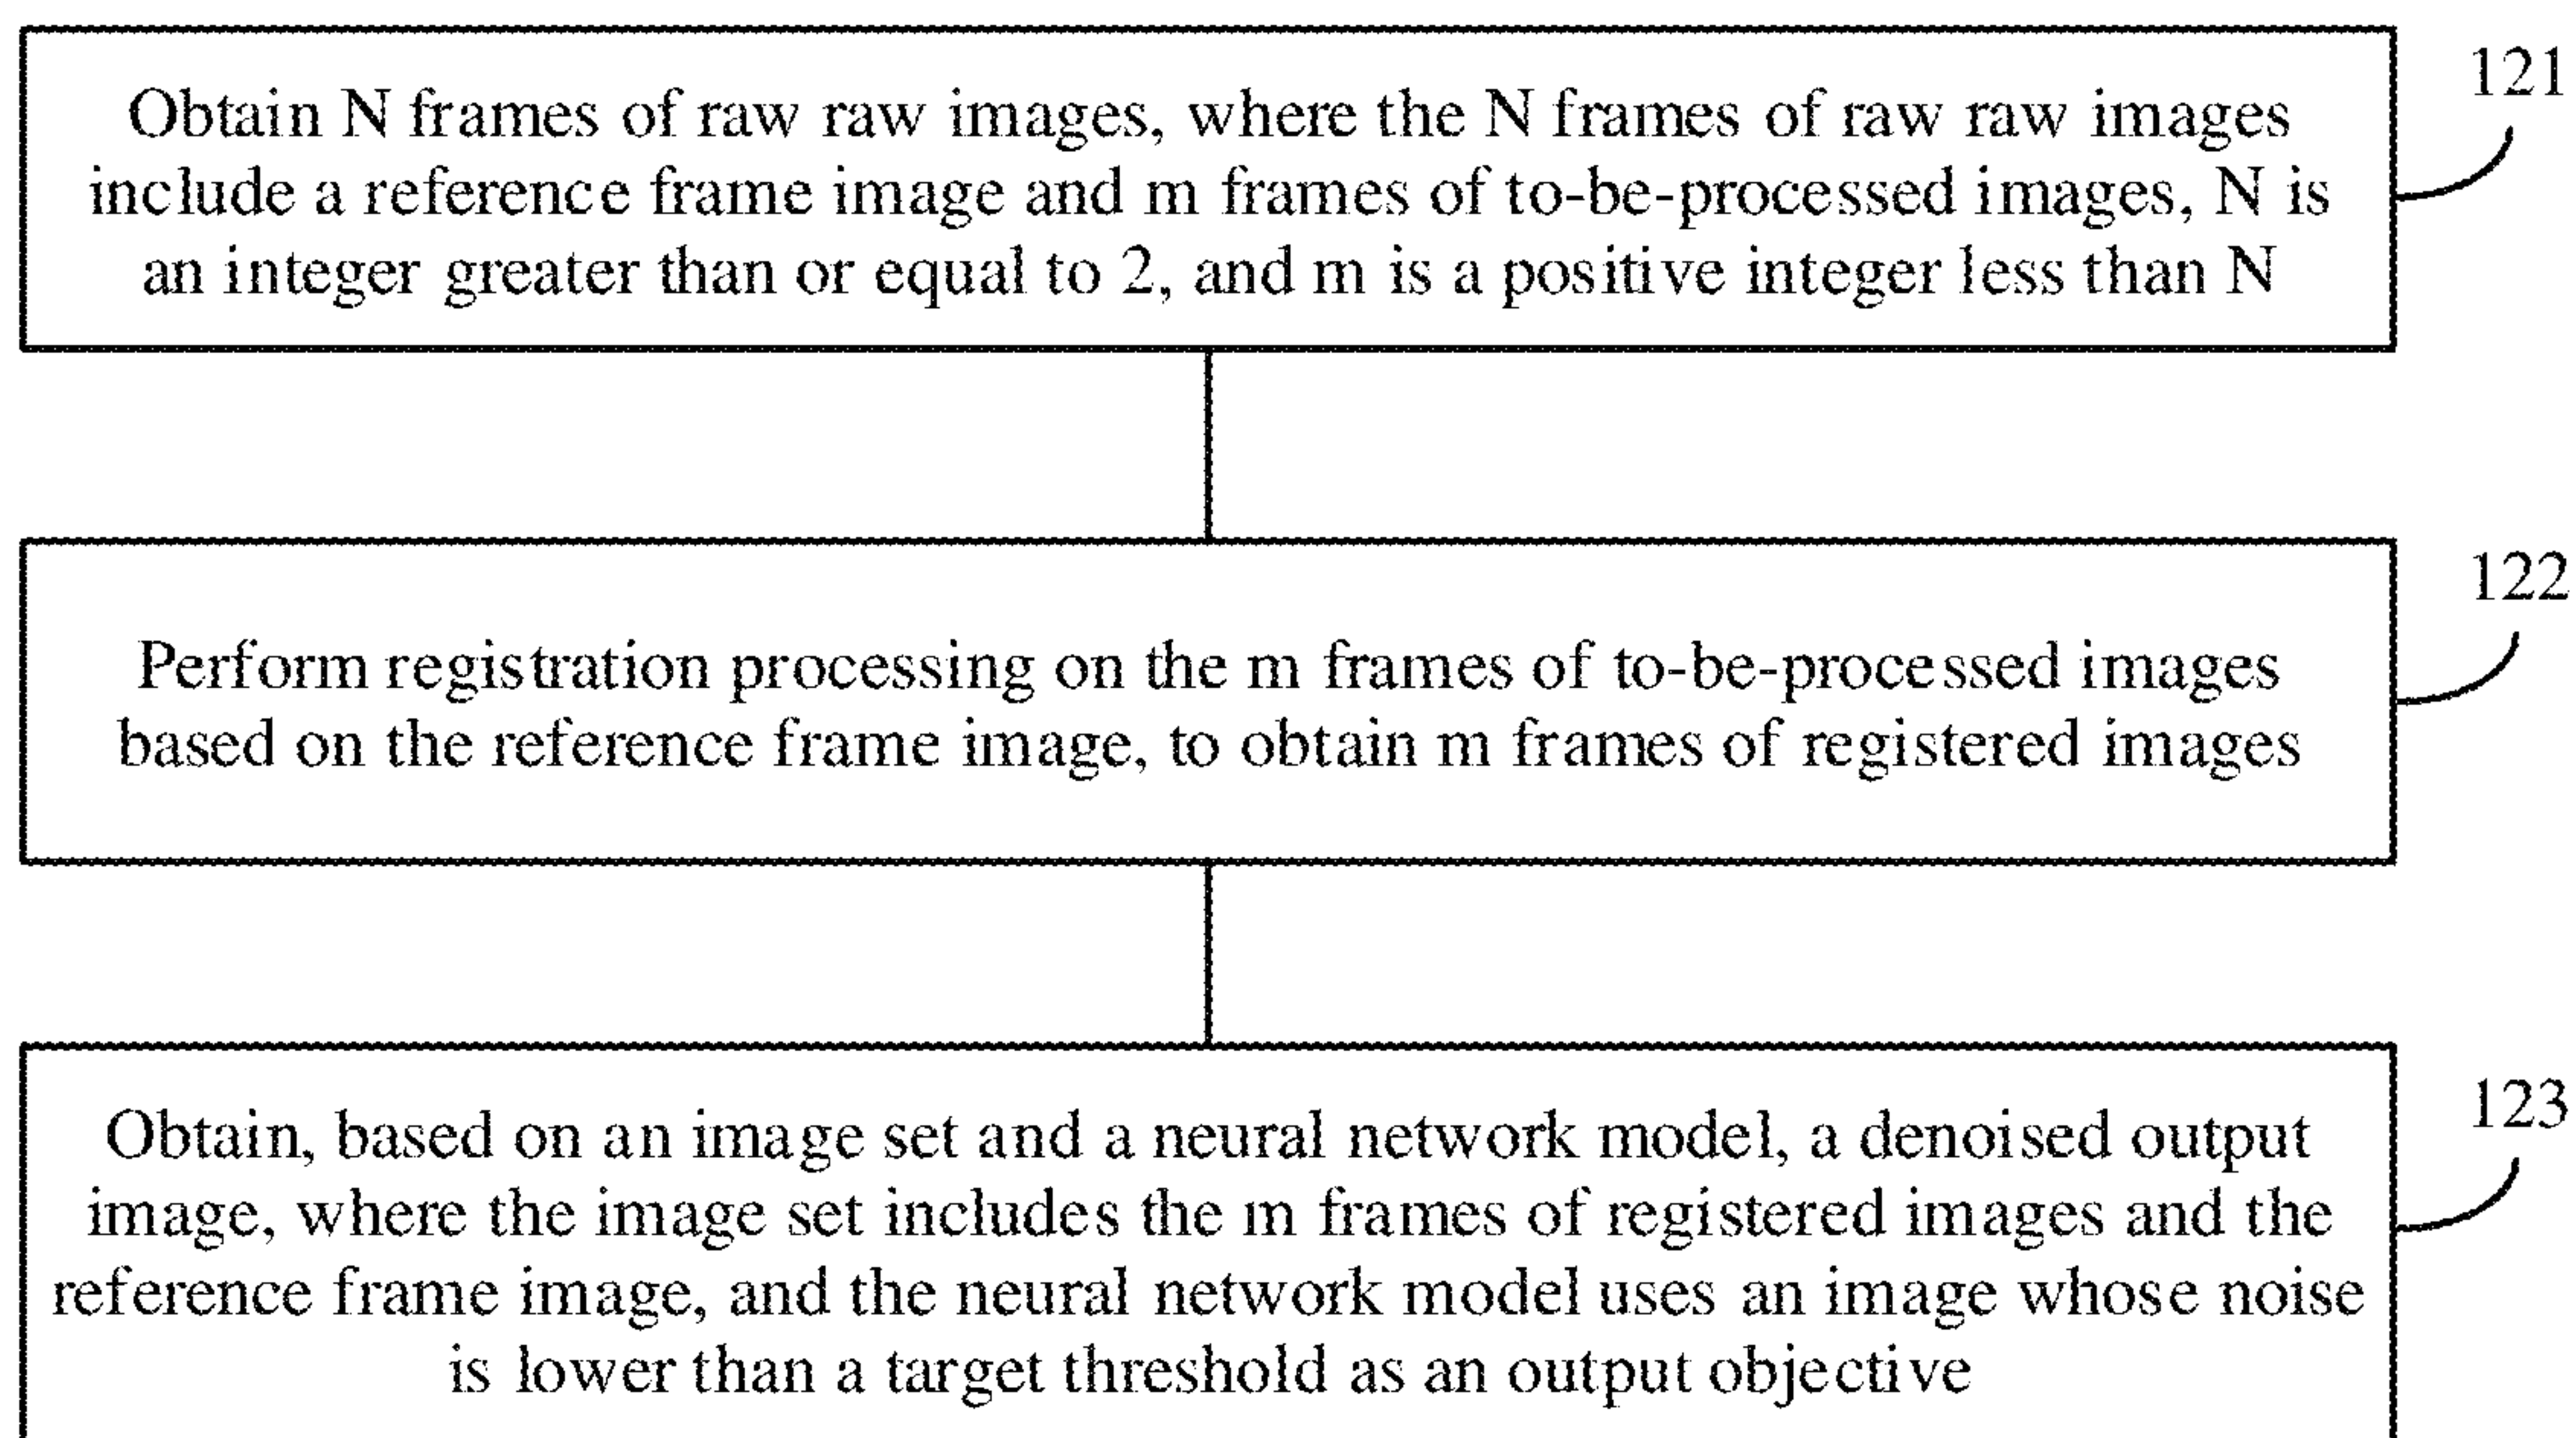 Obtain N frames of raw raw images, where the N frames of raw raw images
include a reference frame image and m frames of to-be-processed images, N is
an integer greater than or equal to 2, and m is a positive integer less than N
121
Perform registration processing on the m frames of to-be-processed images
based on the reference frame image, to obtain m frames of registered images
122
Obtain, based on an image set and a neural network model, a denoised output
image, where the image set includes the m frames of registered images and the
reference frame image, and the neural network model uses an image whose noise
is lower than a target threshold as an output objective
123